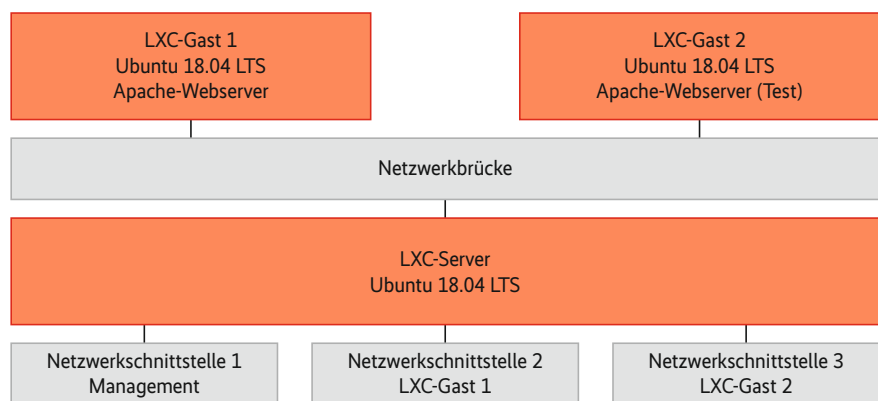 LXC-Gast 1
Ubuntu 18.04 LTS
Apache-Webserver
LXC-Gast 2
Ubuntu 18.04 LTS
Apache-Webserver (Test)
Netzwerkbrücke
LXC-Server
Ubuntu 18.04 LTS
Netzwerkschnittstelle 1
Management
Netzwerkschnittstelle 2
LXC-Gast 1
Netzwerkschnittstelle 3
LXC-Gast 2